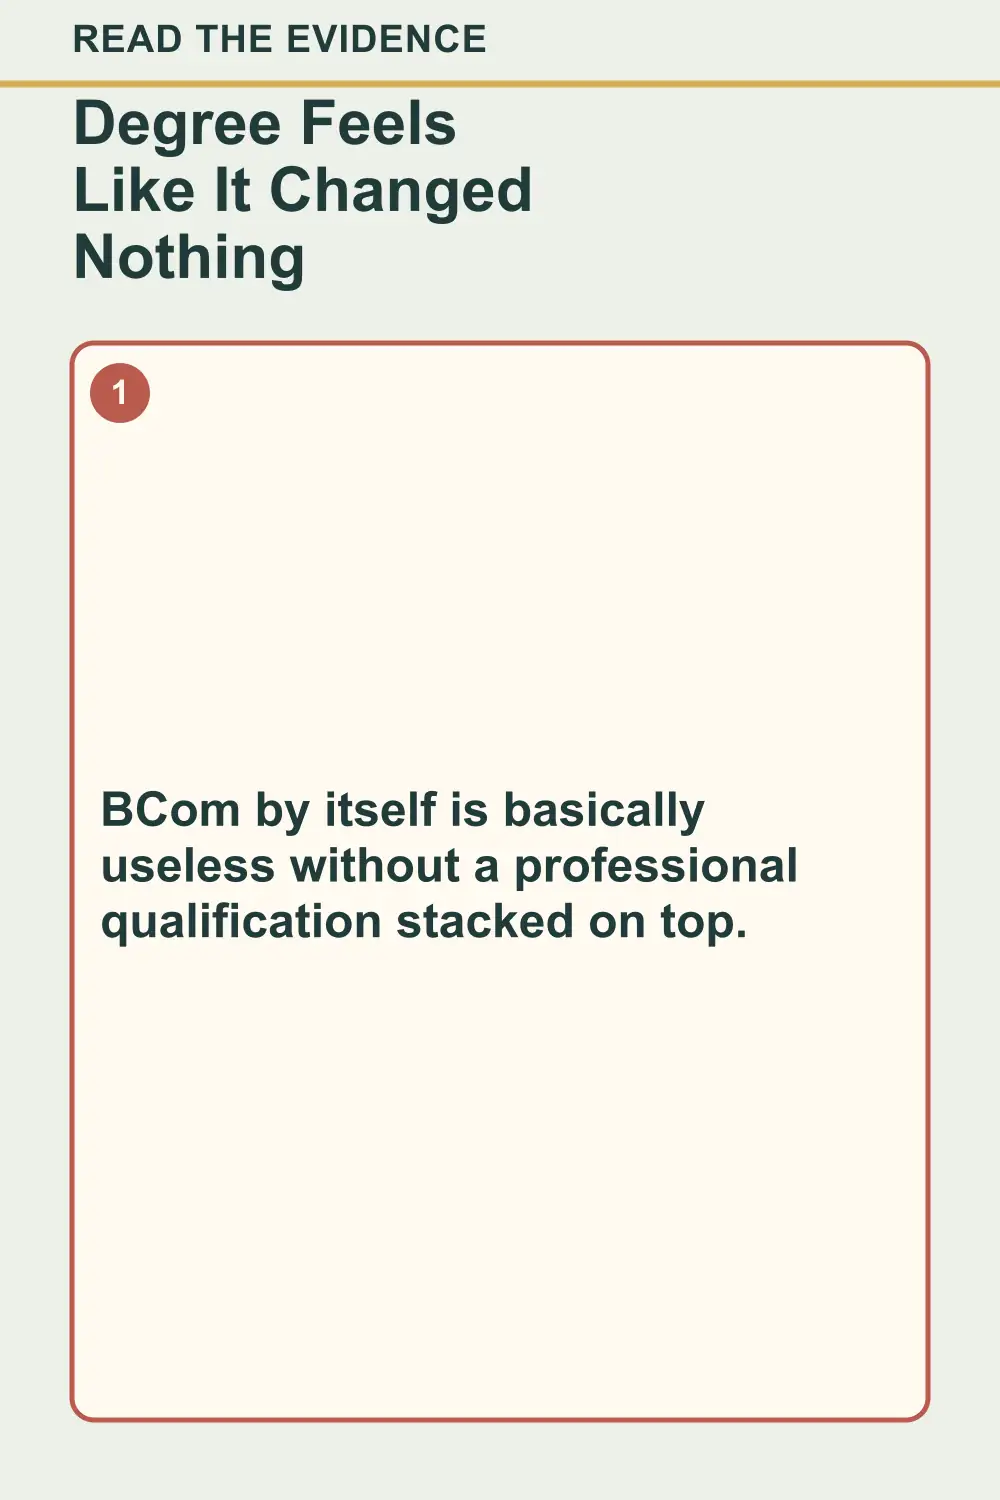 READ THE EVIDENCE
Degree Feels
Like It Changed
Nothing
1
BCom by itself is basically
useless without a professional
qualification stacked on top.